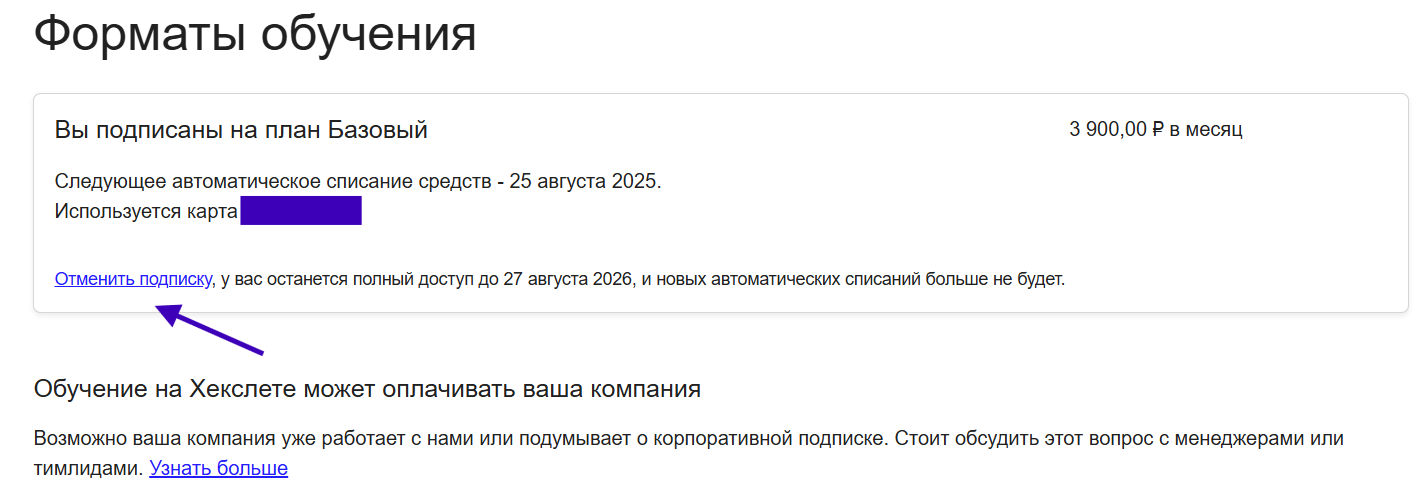 Форматы обучения
Вы подписаны на план Базовый
3 900,00 ₽ в месяц
Следующее автоматическое списание средств - 25 августа 2025.
Используется карта
Отменить подписку, у вас останется полный доступ до 27 августа 2026, и новых автоматических списаний больше не будет.
Обучение на Хекслете может оплачивать ваша компания
Возможно ваша компания уже работает с нами или подумывает о корпоративной подписке. Стоит обсудить этот вопрос с менеджерами или
тимлидами. Узнать больше